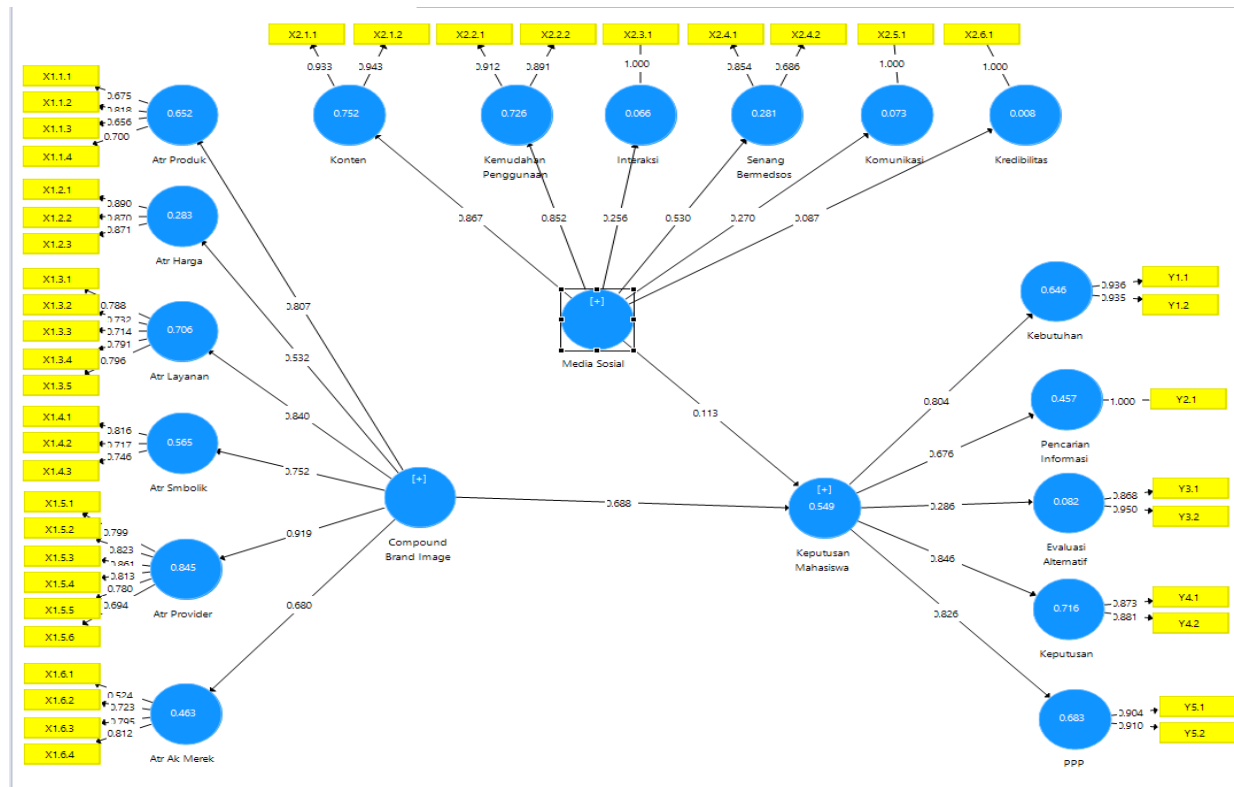 X2.1.1
X2.1.2
X2.2.1
X2.2.2
X2.3.1
X2.4.1
X2.4.2
X2.5.1
X2.6.1
0.933
0.943
0.912
0.891
1.000
0.854
0.686
1.000
1.000
0.752
0.726
0.066
0.281
0.073
0.008
Konten
Kemudahan
Penggunaan
Interaksi
Senang
Bermedsos
Komunikasi
Kredibilitas
0.867
0.852
0.256
0.530
0.270
0.087
[+]
Media Sosial
0.113
X1.1.1
X1.1.2
X1.1.3
X1.1.4
0.675
0.818
0.656
0.700
0.652
Atr Produk
X1.2.1
X1.2.2
X1.2.3
0.890
0.870
0.871
0.283
Atr Harga
X1.3.1
X1.3.2
X1.3.3
X1.3.4
X1.3.5
0.788
0.732
0.714
0.791
0.796
0.706
Atr Layanan
X1.4.1
X1.4.2
X1.4.3
0.816
0.717
0.746
0.565
Atr Smbolik
X1.5.1
X1.5.2
X1.5.3
X1.5.4
X1.5.5
X1.5.6
0.799
0.823
0.861
0.813
0.780
0.694
0.845
Atr Provider
X1.6.1
X1.6.2
X1.6.3
X1.6.4
0.524
0.723
0.795
0.812
0.463
Atr Ak Merek
0.807
0.532
0.840
0.752
0.919
0.680
[+]
Compound
Brand Image
0.688
[+]
0.549
Keputusan
Mahasiswa
0.804
0.676
0.286
0.846
0.826
0.646
Kebutuhan
0.936
0.935
Y1.1
Y1.2
0.457
Pencarian
Informasi
1.000
Y2.1
0.082
Evaluasi
Alternatif
0.868
0.950
Y3.1
Y3.2
0.716
Keputusan
0.873
0.881
Y4.1
Y4.2
0.683
PPP
0.904
0.910
Y5.1
Y5.2